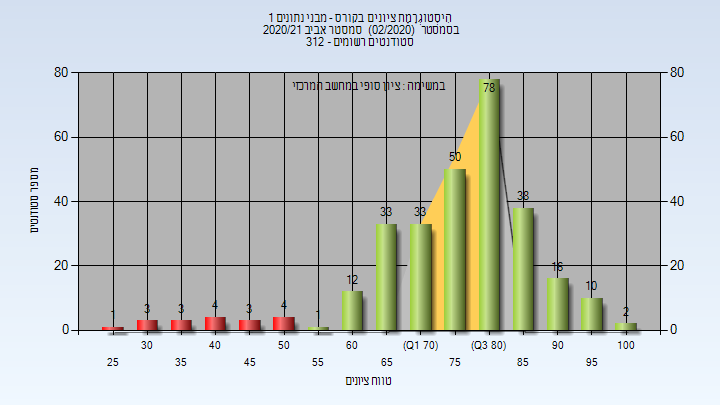 היסטוגרמת ציונים בקורס - מבני נתונים 1
בסמסטר (02/2020) סמסטר אביב 2020/21
סטודנטים רשומים - 312
במשימה : ציון סופי במחשב המרכזי
מספר סטודנטים
80 80
60 60
40 40
20 20
0 0
1 3 3 4 3 4 1 12 33 33 50 78 38 16 10 2
25 30 35 40 45 50 55 60 65 (Q1 70) 75 (Q3 80) 85 90 95 100
טווח ציונים